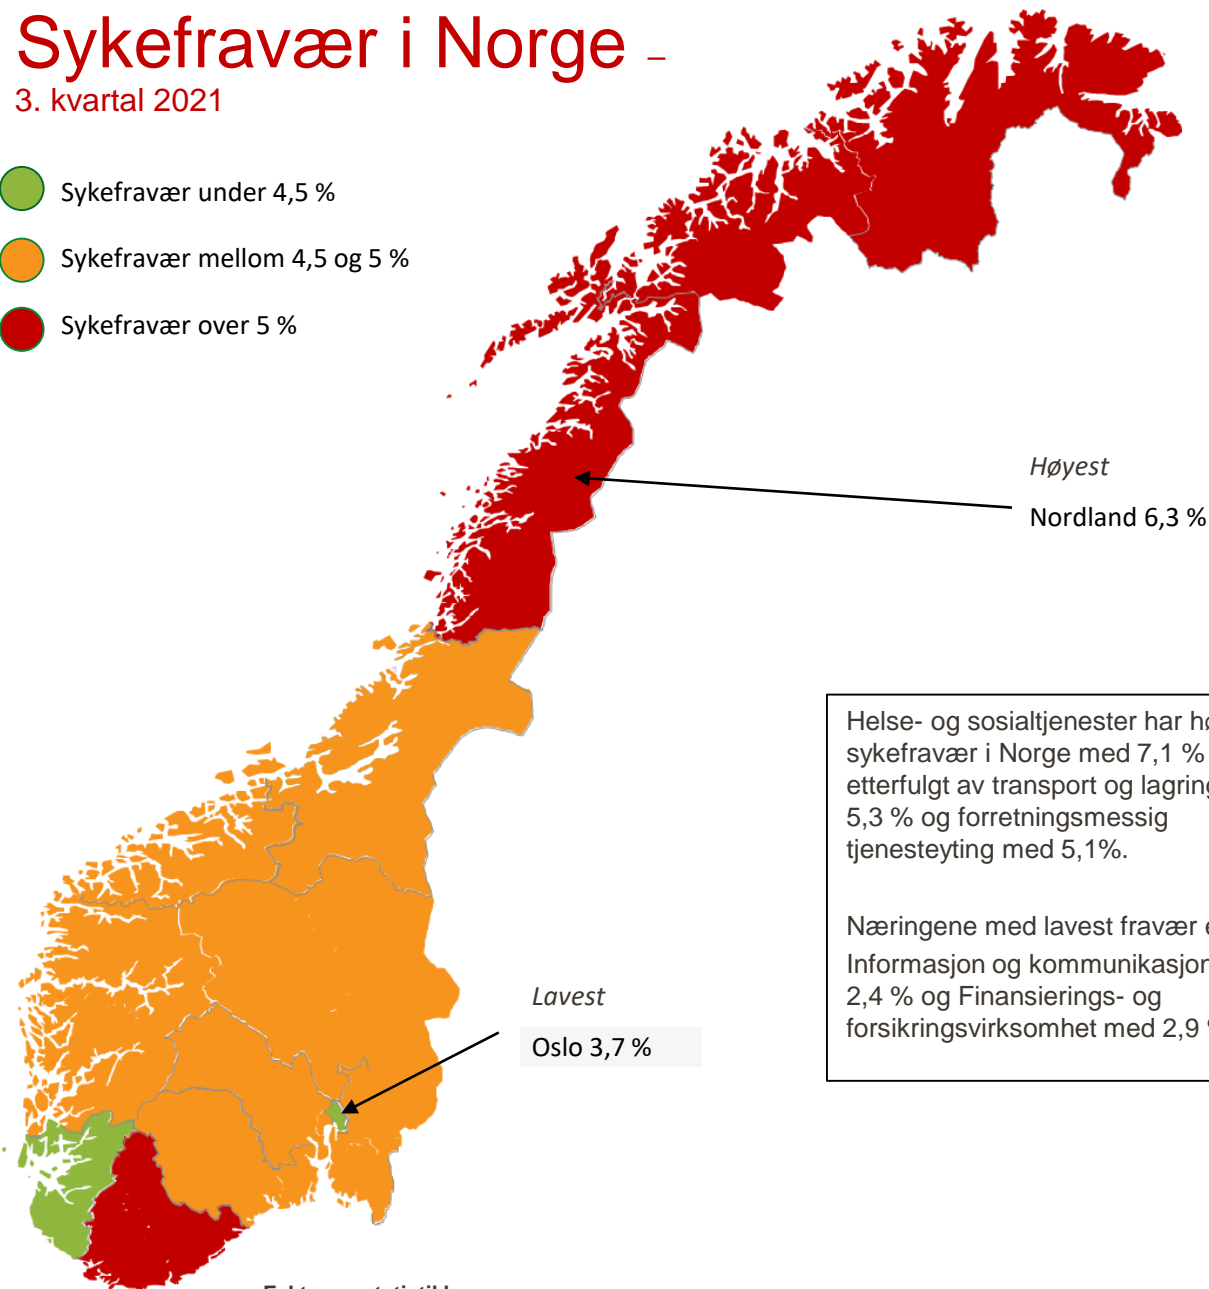 Sykefravær i Norge –
3. kvartal 2021
Sykefravær under 4,5 %
Sykefravær mellom 4,5 og 5 %
Sykefravær over 5 %
Høyest
Nordland 6,3 %
Helse- og sosialtjenester har
sykefravær i Norge med 7,1 %
etterfulgt av transport og lagring
5,3 % og forretningsmessig
tjenesteyting med 5,1%.
Næringene med lavest fravær
Informasjon og kommunikasjon
2,4 % og Finansierings- og
forsikringsvirksomhet med 2,9
Lavest
Oslo 3,7 %